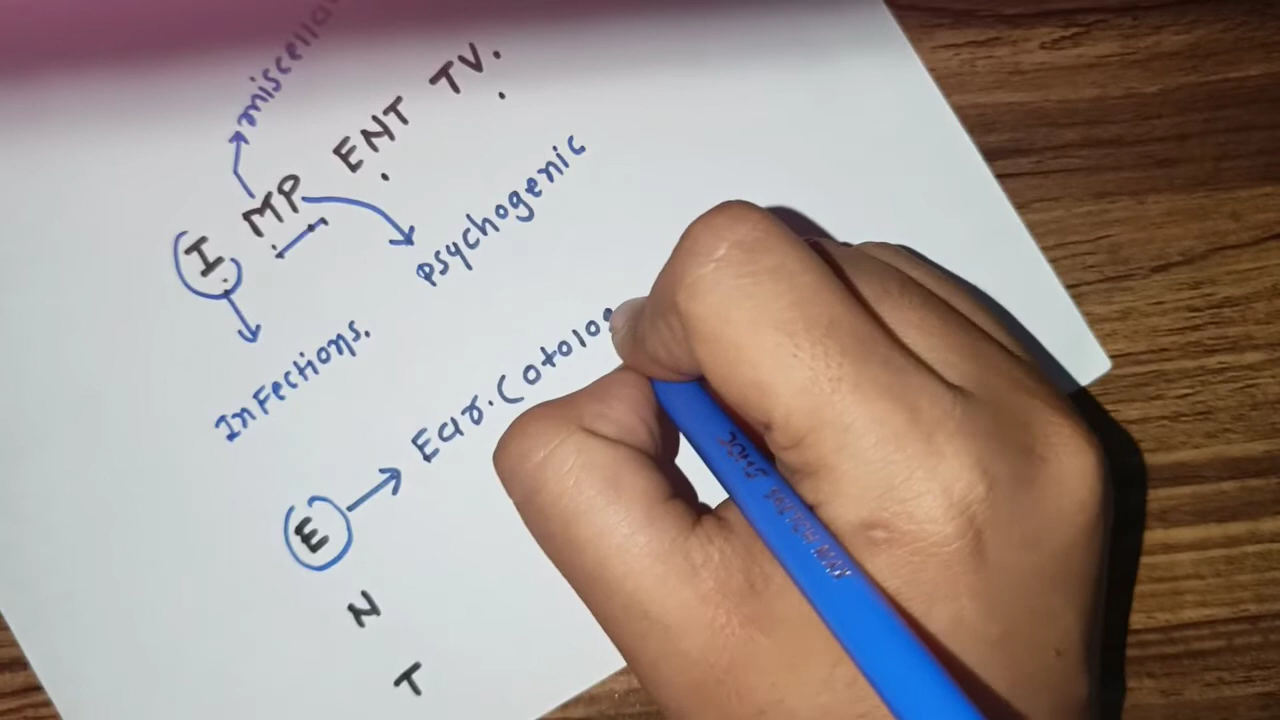 miscella
I MP ENT TV.
Psychogenic
Infections.
E → Ear. (otolo
N
T